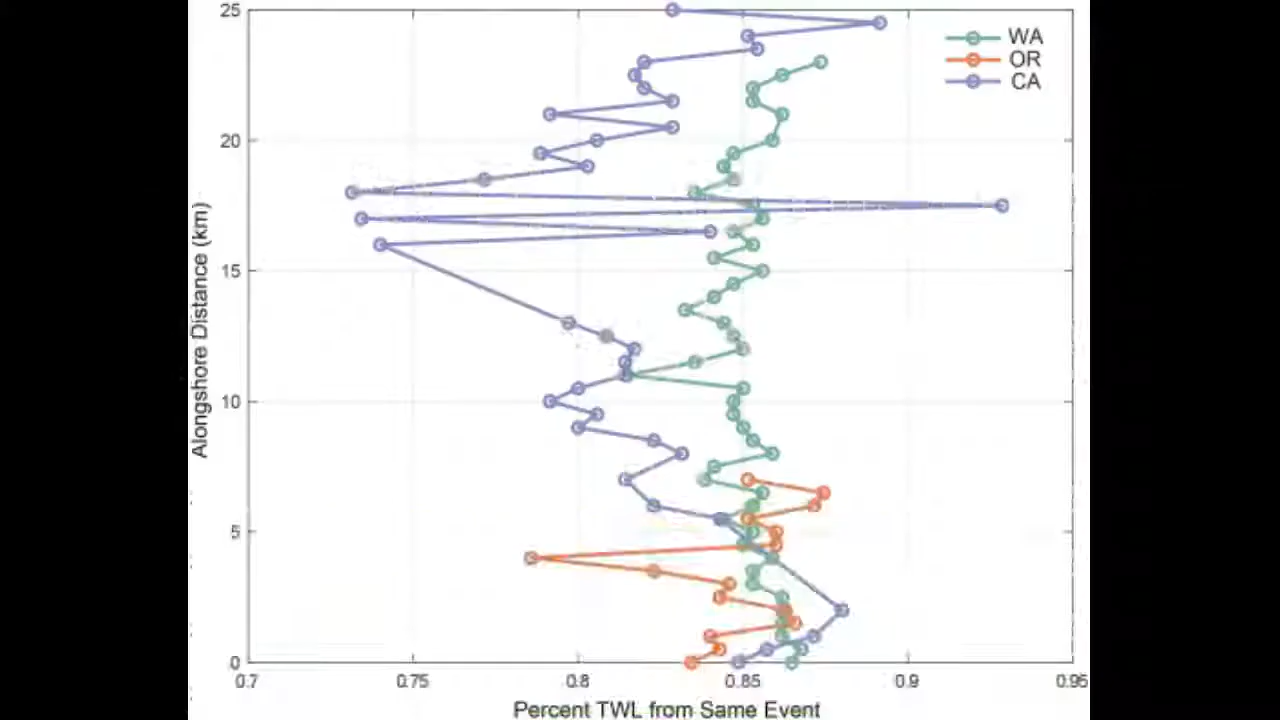 25
20
15
10
5
0
0.7 0.75 0.8 0.85 0.9 0.95
Alongshore Distance (km)
Percent TWL from Same Event
WA
OR
CA